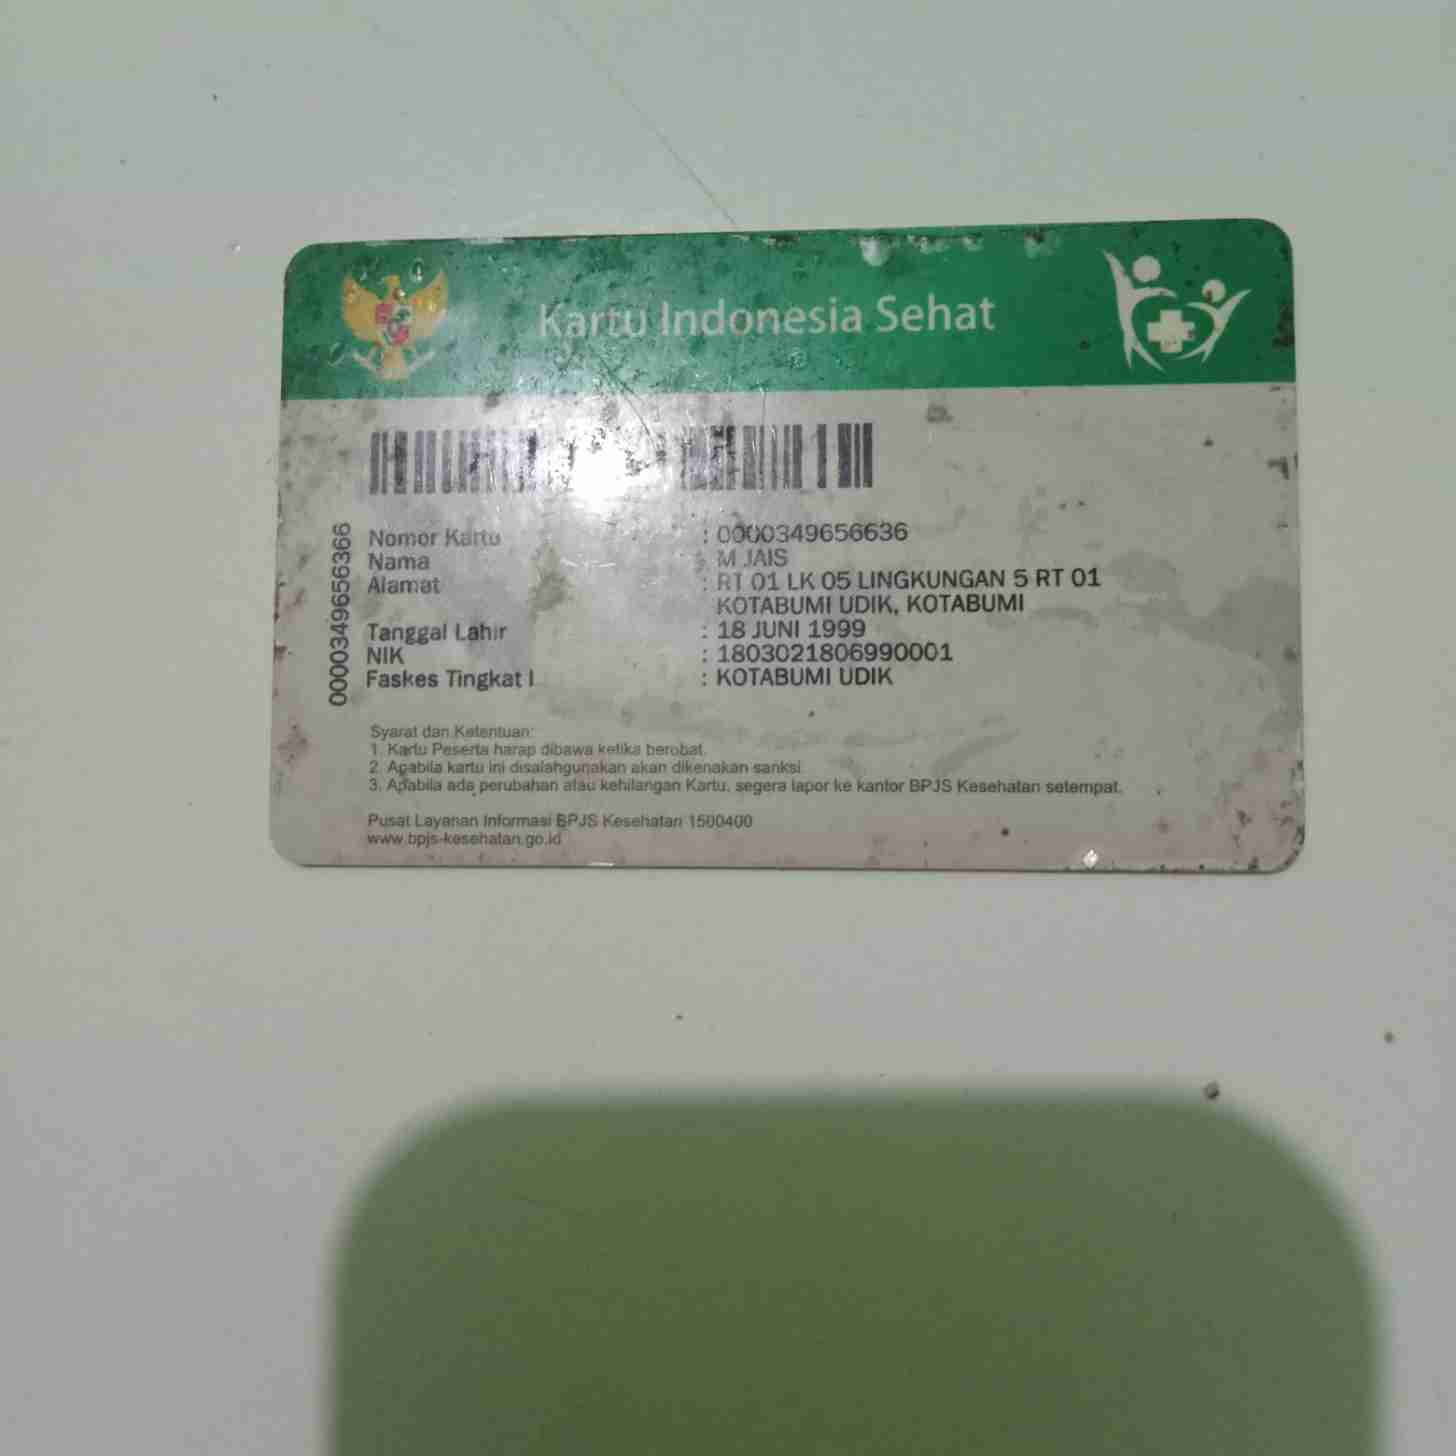 Kartu Indonesia Sehat
0000349656366
Nomor Kartu : 0000349656636
Nama : M JAIS
Alamat : RT 01 LK 05 LINGKUNGAN 5 RT 01
KOTABUMI UDIK, KOTABUMI
Tanggal Lahir : 18 JUNI 1999
NIK : 1803021806990001
Faskes Tingkat I : KOTABUMI UDIK
Syarat dan Ketentuan:
1. Kartu Peserta harap dibawa ketika berobat.
2. Apabila kartu ini disalahgunakan akan dikenakan sanksi.
3. Apabila ada perubahan atau kehilangan Kartu, segera lapor ke kantor BPJS Kesehatan setempat.
Pusat Layanan Informasi BPJS Kesehatan 1500400
www.bpjs-kesehatan.go.id